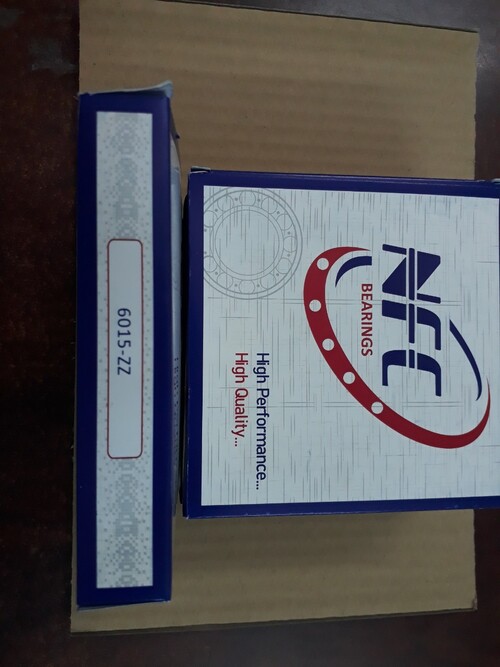 6015-ZZ
NFC
BEARINGS
High Performance...
High Quality...